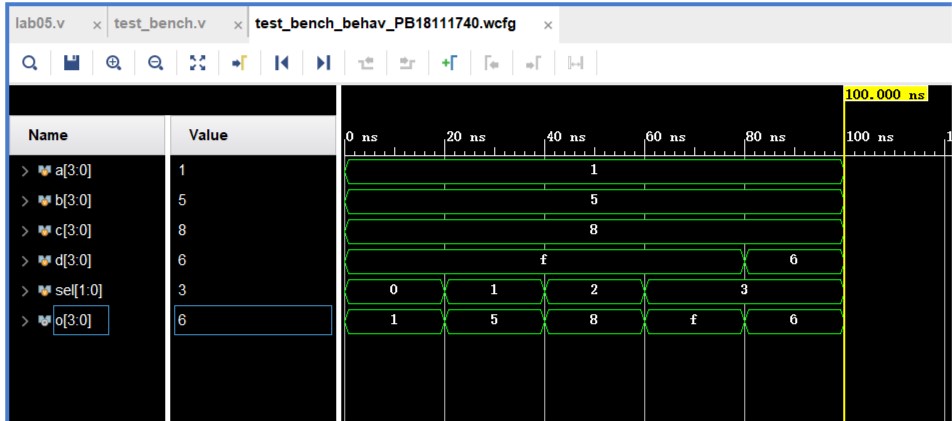 lab05.v × test_bench.v × test_bench_behav_PB18111740.wcfg ×
100.000 ns
Name Value 0 ns 20 ns 40 ns 60 ns 80 ns 100 ns 1
a[3:0] 1 1
b[3:0] 5 5
c[3:0] 8 8
d[3:0] 6 f 6
sel[1:0] 3 0 1 2 3
o[3:0] 6 1 5 8 f 6